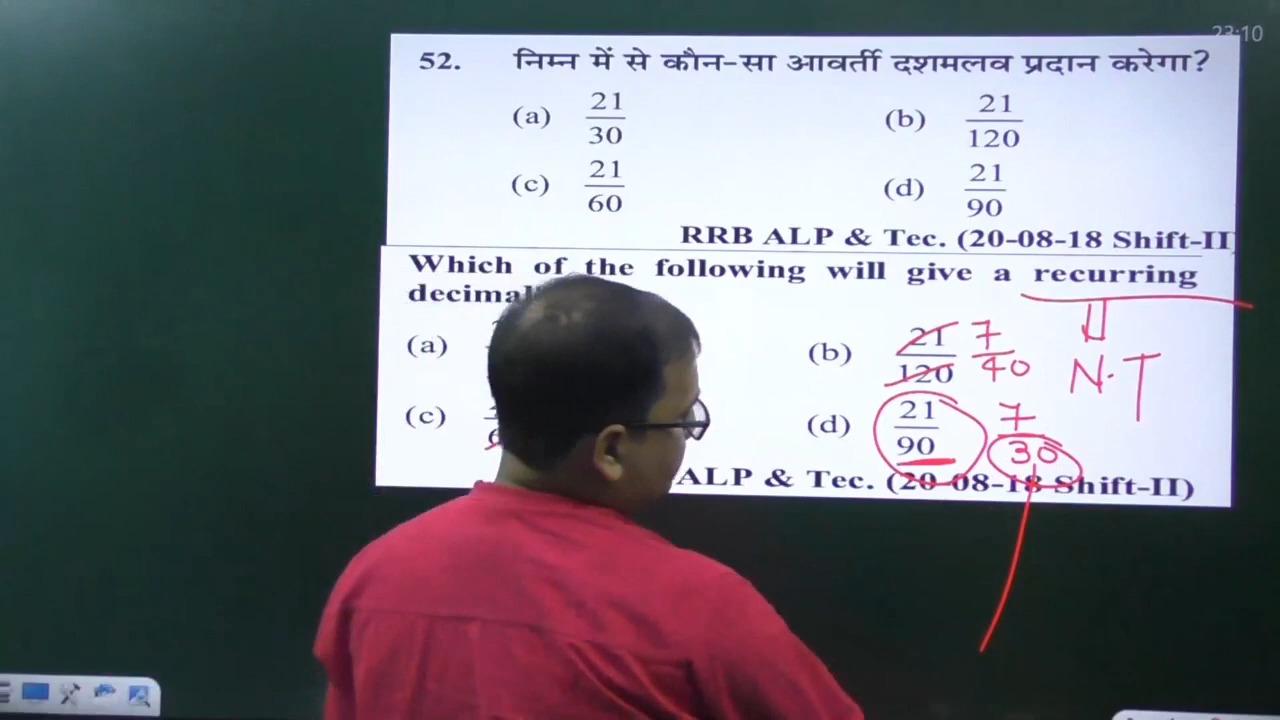 23:10
52. निम्न में से कौन-सा आवर्ती दशमलव प्रदान करेगा?
(a) 21/30 (b) 21/120
(c) 21/60 (d) 21/90
RRB ALP & Tec. (20-08-18 Shift-II)
Which of the following will give a recurring
decimal
(a) (b) 21/120 7/40 N.T
(c) (d) 21/90 7/30
ALP & Tec. (20-08-18 Shift-II)